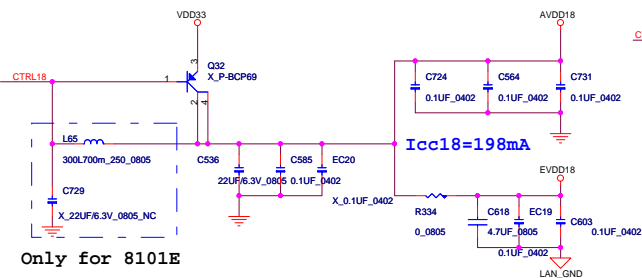 VDD33
AVDD18
C
3
Q32
X_P-BCP69
CTRL18
1
2
4
C724
0.1UF_0402
C564
0.1UF_0402
C731
0.1UF_0402
L65
300L700m_250_0805
C536
22UF/6.3V_0805
C585
0.1UF_0402
EC20
X_0.1UF_0402
Icc18=198mA
EVDD18
C729
X_22UF/6.3V_0805_NC
R334
0_0805
C618
4.7UF_0805
EC19
0.1UF_0402
C603
0.1UF_0402
Only for 8101E
LAN_GND